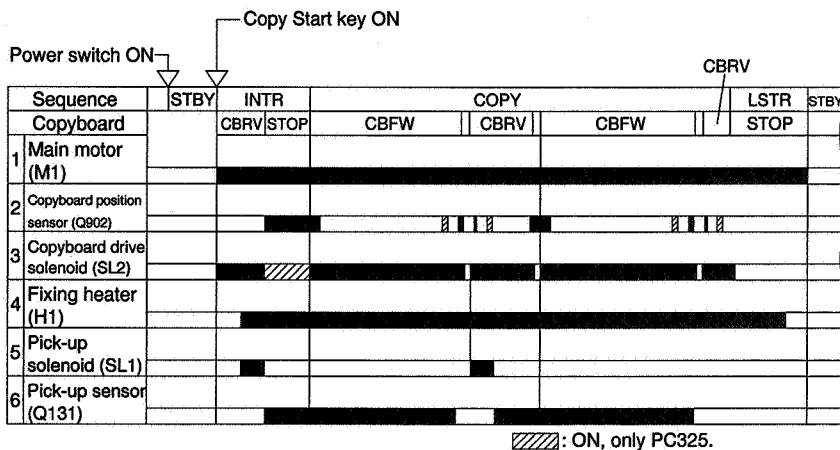 Copy Start key ON
Power switch ON
CBRV
Sequence STBY INTR COPY LSTR STBY
Copyboard CBRV STOP CBFW CBRV CBFW STOP
1 Main motor
(M1)
2 Copyboard position
sensor (Q902)
3 Copyboard drive
solenoid (SL2)
4 Fixing heater
(H1)
5 Pick-up
solenoid (SL1)
6 Pick-up sensor
(Q131)
: ON, only PC325.